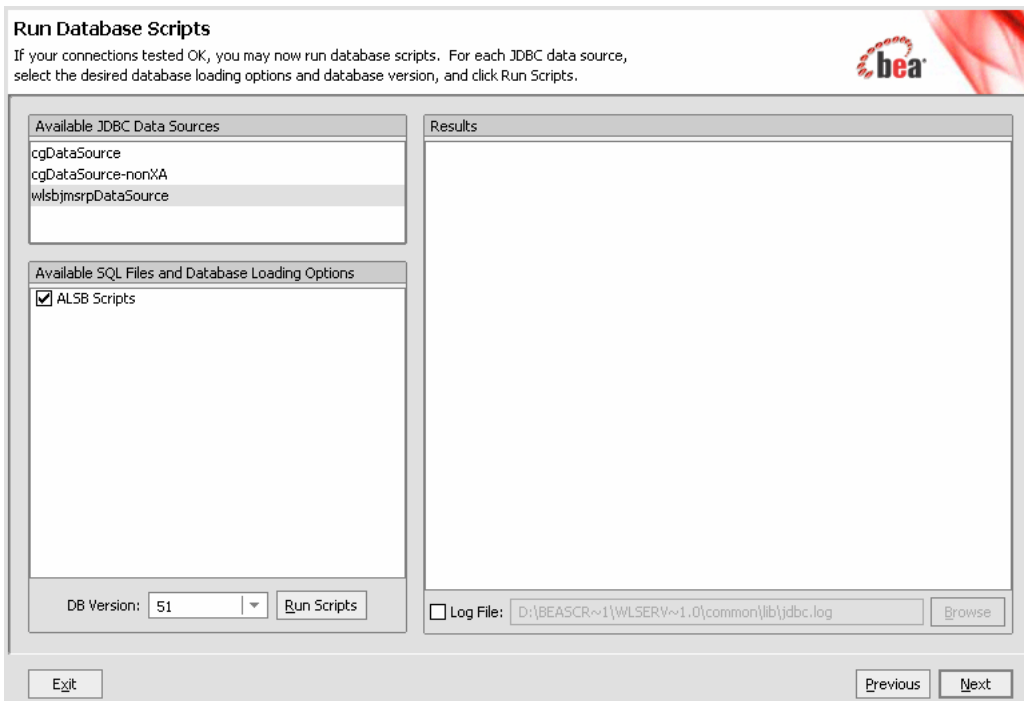 Run Database Scripts
If your connections tested OK, you may now run database scripts. For each JDBC data source,
select the desired database loading options and database version, and click Run Scripts.
bea
Available JDBC Data Sources
cgDataSource
cgDataSource-nonXA
wlsbjmsrpDataSource
Available SQL Files and Database Loading Options
ALSB Scripts
DB Version: 51 Run Scripts
Results
Log File: D:\BEASCR~1\WLSERV~1.0\common\lib\jdbc.log Browse
Exit Previous Next